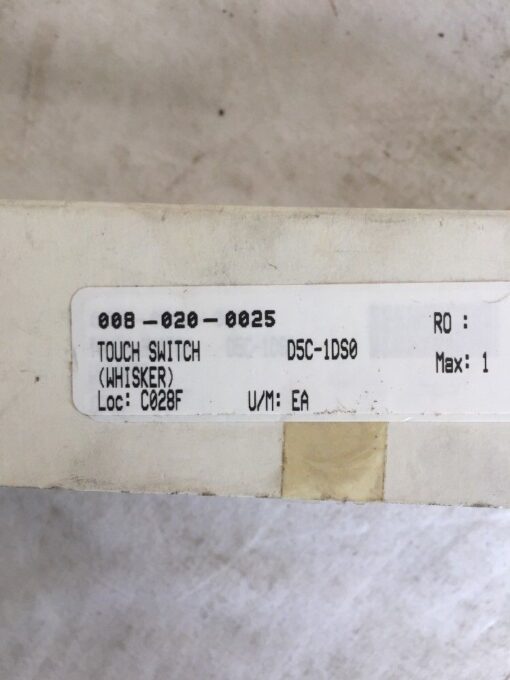 008-020-0025 RO :
TOUCH SWITCH D5C-1DS0
(WHISKER) Max: 1
Loc: C028F U/M: EA